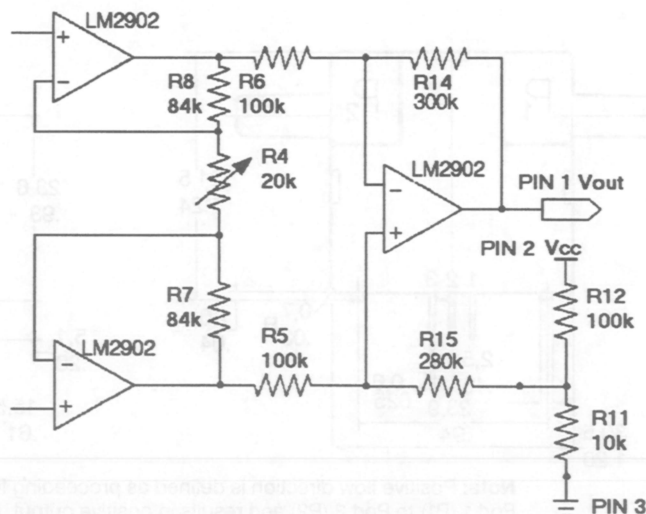 LM2902
R8
84k
R6
100k
R14
300k
R4
20k
LM2902
PIN 1 Vout
PIN 2 Vcc
R7
84k
R12
100k
LM2902
R5
100k
R15
280k
R11
10k
PIN 3